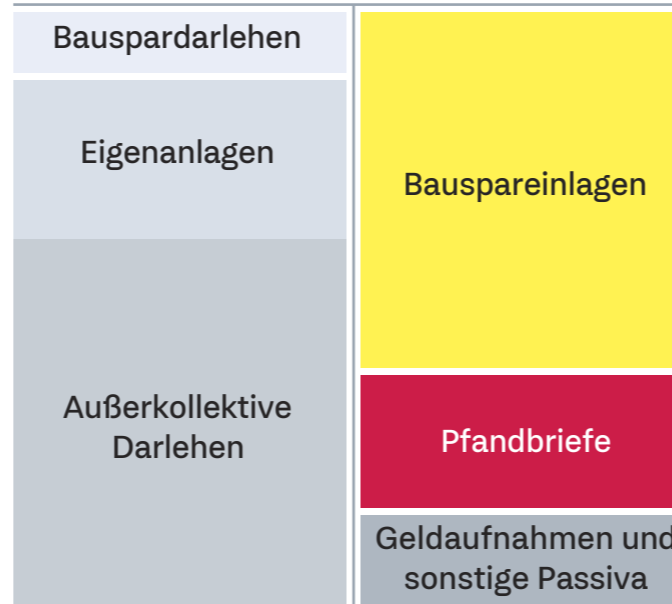 Bauspardarlehen
Eigenanlagen
Außerkollektive
Darlehen
Bauspareinlagen
Pfandbriefe
Geldaufnahmen und
sonstige Passiva